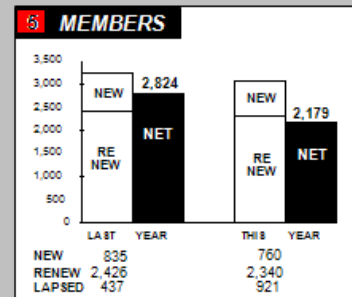 6 MEMBERS
3,500
3,000
2,500
2,000
1,500
1,000
500
0
NEW
RE
NEW
2,824
NET
NEW
RE
NEW
2,179
NET
LAST YEAR THIS YEAR
NEW 835 760
RENEW 2,426 2,340
LAPSED 437 921